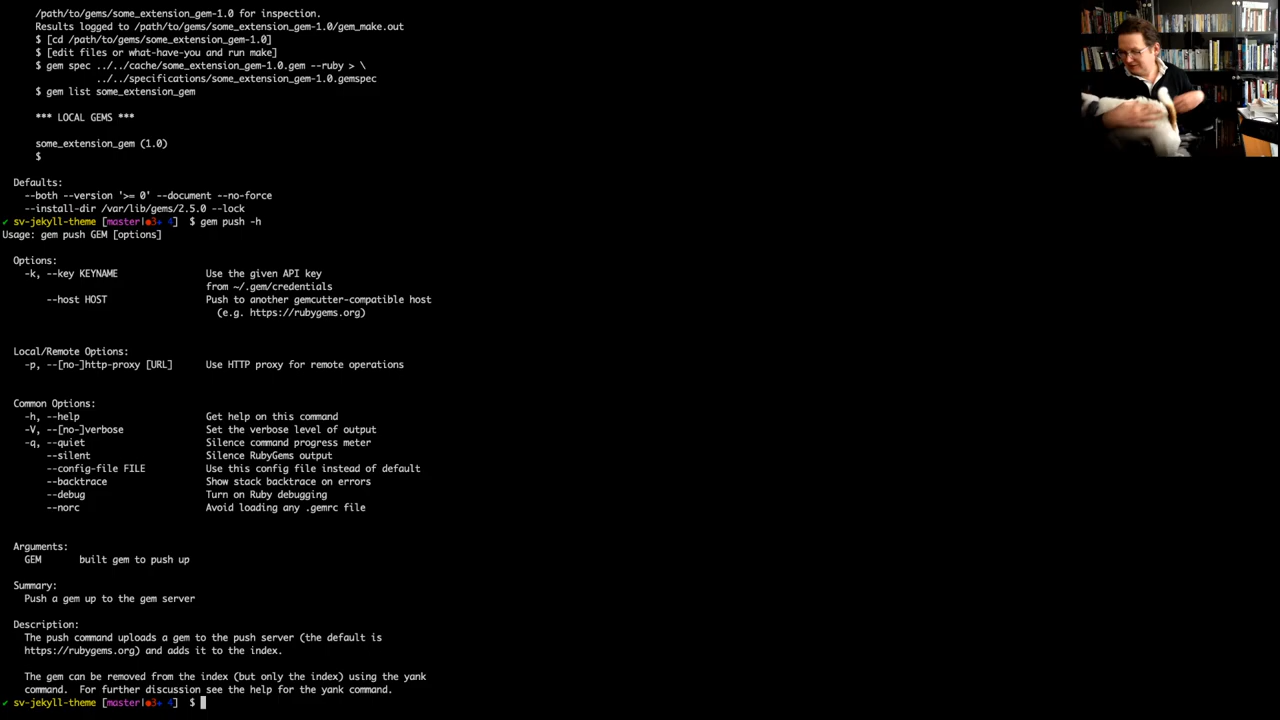 /path/to/gems/some_extension_gem-1.0 for inspection.
Results logged to /path/to/gems/some_extension_gem-1.0/gem_make.out
$ [cd /path/to/gems/some_extension_gem-1.0]
$ [edit files or what-have-you and run make]
$ gem spec ../../cache/some_extension_gem-1.0.gem --ruby > \
../../specifications/some_extension_gem-1.0.gemspec
$ gem list some_extension_gem
*** LOCAL GEMS ***
some_extension_gem (1.0)
$
Defaults:
--both --version '>= 0' --document --no-force
--install-dir /var/lib/gems/2.5.0 --lock
✔ sv-jekyll-theme [master|●3+ 4] $ gem push -h
Usage: gem push GEM [options]
Options:
-k, --key KEYNAME Use the given API key
from ~/.gem/credentials
--host HOST Push to another gemcutter-compatible host
(e.g. https://rubygems.org)
Local/Remote Options:
-p, --[no-]http-proxy [URL] Use HTTP proxy for remote operations
Common Options:
-h, --help Get help on this command
-V, --[no-]verbose Set the verbose level of output
-q, --quiet Silence command progress meter
--silent Silence RubyGems output
--config-file FILE Use this config file instead of default
--backtrace Show stack backtrace on errors
--debug Turn on Ruby debugging
--norc Avoid loading any .gemrc file
Arguments:
GEM built gem to push up
Summary:
Push a gem up to the gem server
Description:
The push command uploads a gem to the push server (the default is
https://rubygems.org) and adds it to the index.
The gem can be removed from the index (but only the index) using the yank
command. For further discussion see the help for the yank command.
✔ sv-jekyll-theme [master|●3+ 4] $